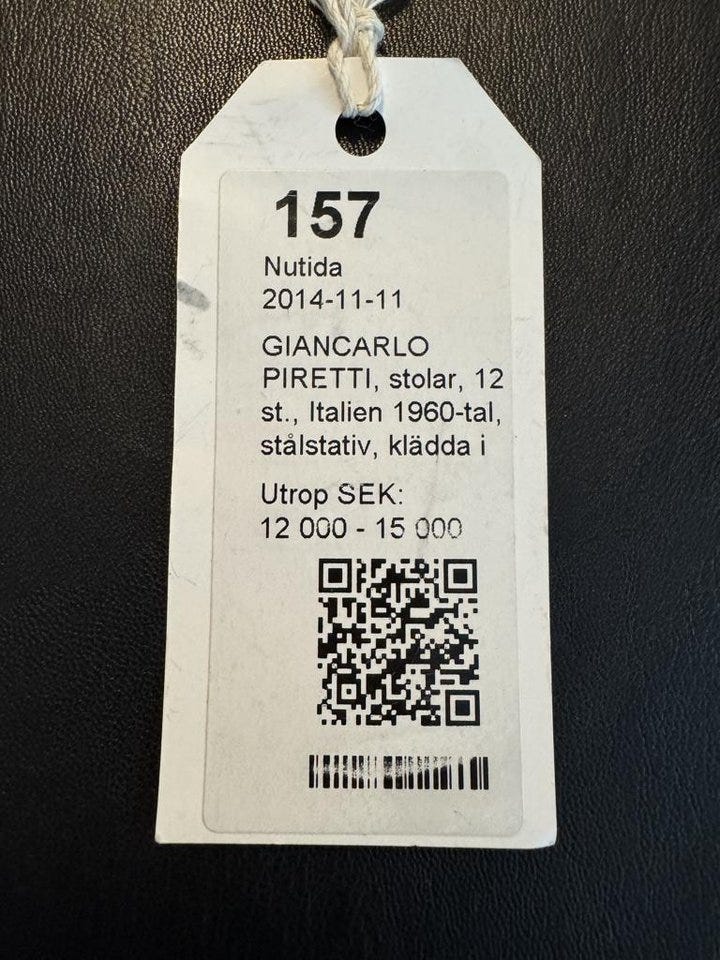 157
Nutida
2014-11-11
GIANCARLO
PIRETTI, stolar, 12
st., Italien 1960-tal,
stålstativ, klädda i
Utrop SEK:
12 000 - 15 000